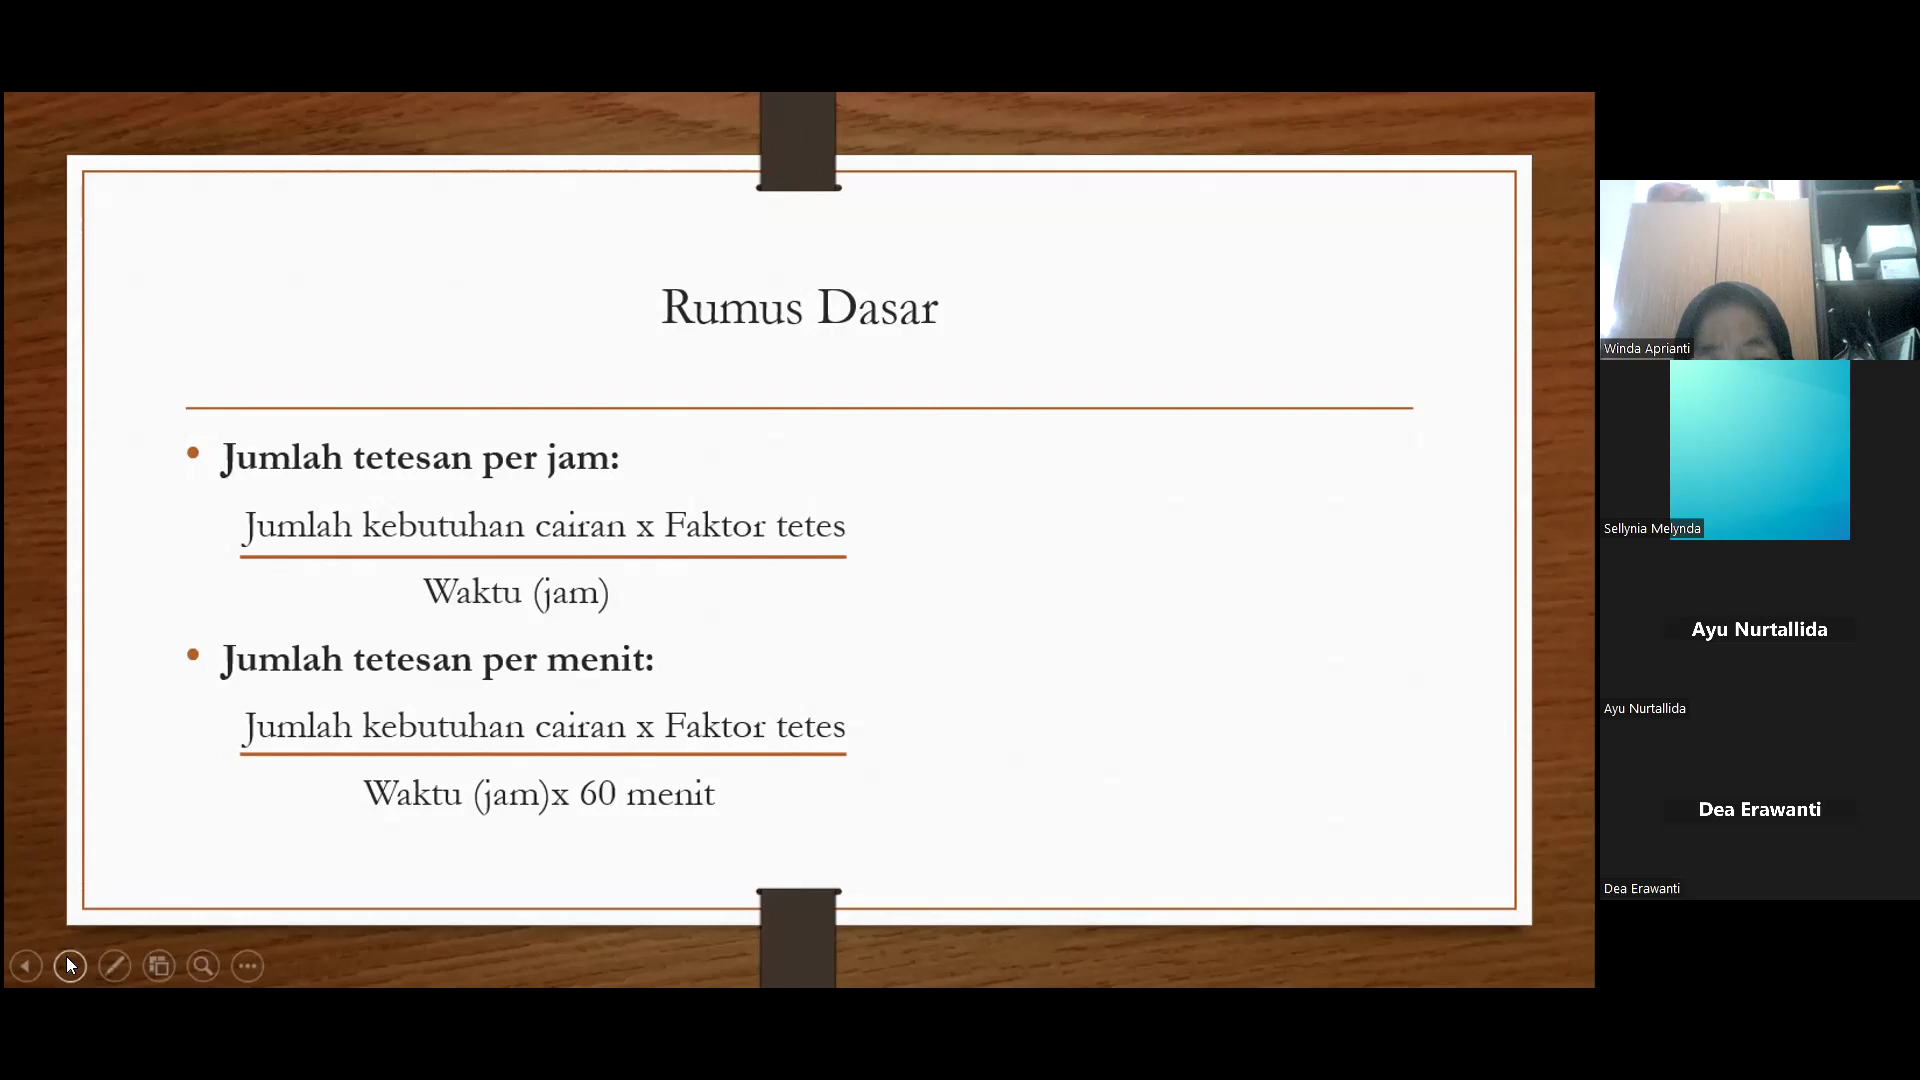 Rumus Dasar
• Jumlah tetesan per jam:
Jumlah kebutuhan cairan x Faktor tetes
Waktu (jam)
• Jumlah tetesan per menit:
Jumlah kebutuhan cairan x Faktor tetes
Waktu (jam)x 60 menit
Winda Aprianti
Sellynia Melynda
Ayu Nurtallida
Ayu Nurtallida
Dea Erawanti
Dea Erawanti